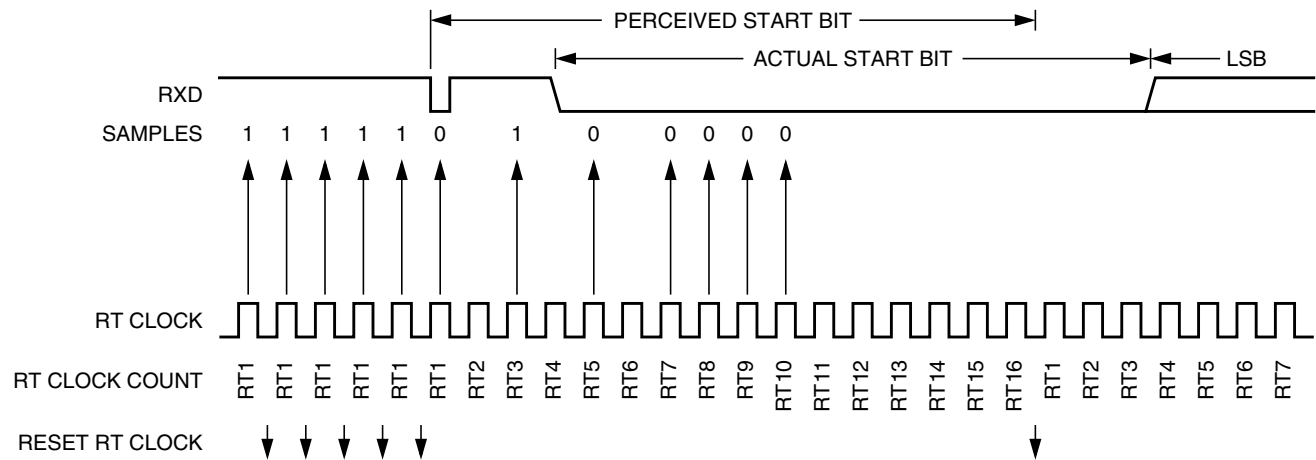 PERCEIVED START BIT
ACTUAL START BIT
LSB
RXD
SAMPLES 1 1 1 1 1 0 1 0 0 0 0 0
RT CLOCK
RT CLOCK COUNT RT1 RT1 RT1 RT1 RT1 RT1 RT2 RT3 RT4 RT5 RT6 RT7 RT8 RT9 RT10 RT11 RT12 RT13 RT14 RT15 RT16 RT1 RT2 RT3 RT4 RT5 RT6 RT7
RESET RT CLOCK